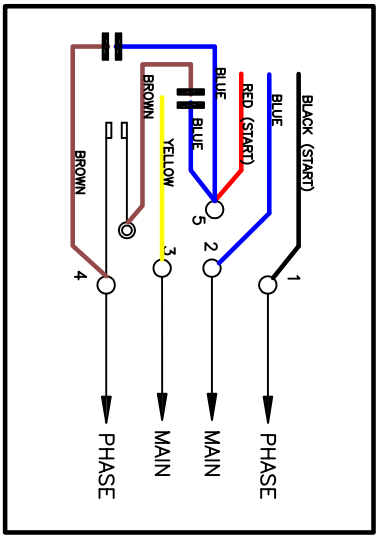 BROWN
BROWN
YELLOW
BLUE
BLUE
RED (START)
BLUE
BLACK (START)
4
3
5
2
1
PHASE
MAIN
MAIN
PHASE